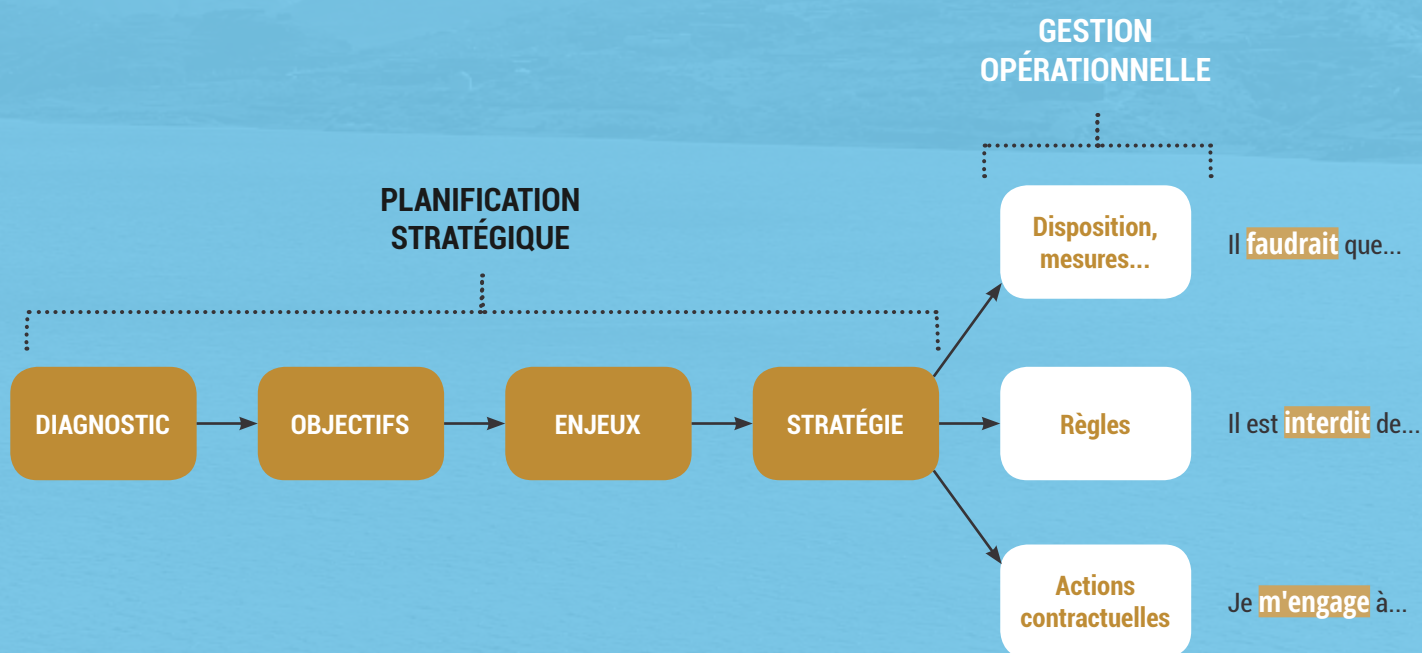 GESTION
OPÉRATIONNELLE
PLANIFICATION
STRATÉGIQUE
Disposition,
mesures...
Il faudrait que...
DIAGNOSTIC
OBJECTIFS
ENJEUX
STRATÉGIE
Règles
Il est interdit de...
Actions
contractuelles
Je m'engage à...